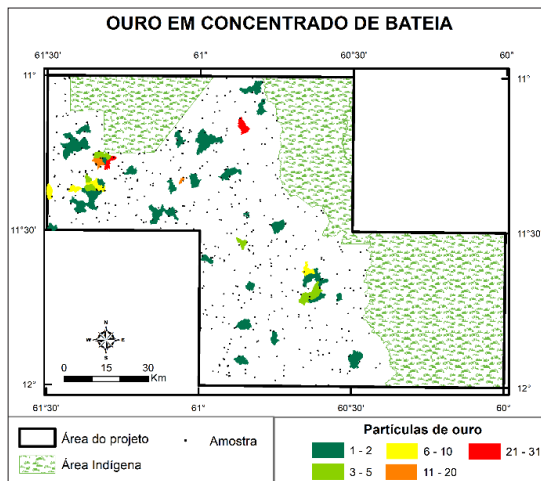 OURO EM CONCENTRADO DE BATEIA
61°30' 61° 60°30' 60°
11° 11°
11°30' 11°30'
12° 12°
N
W E
S
0 15 30
Km
61°30' 61° 60°30' 60°
Área do projeto
Amostra
Área Indígena
Partículas de ouro
1 - 2 6 - 10 21 - 31
3 - 5 11 - 20